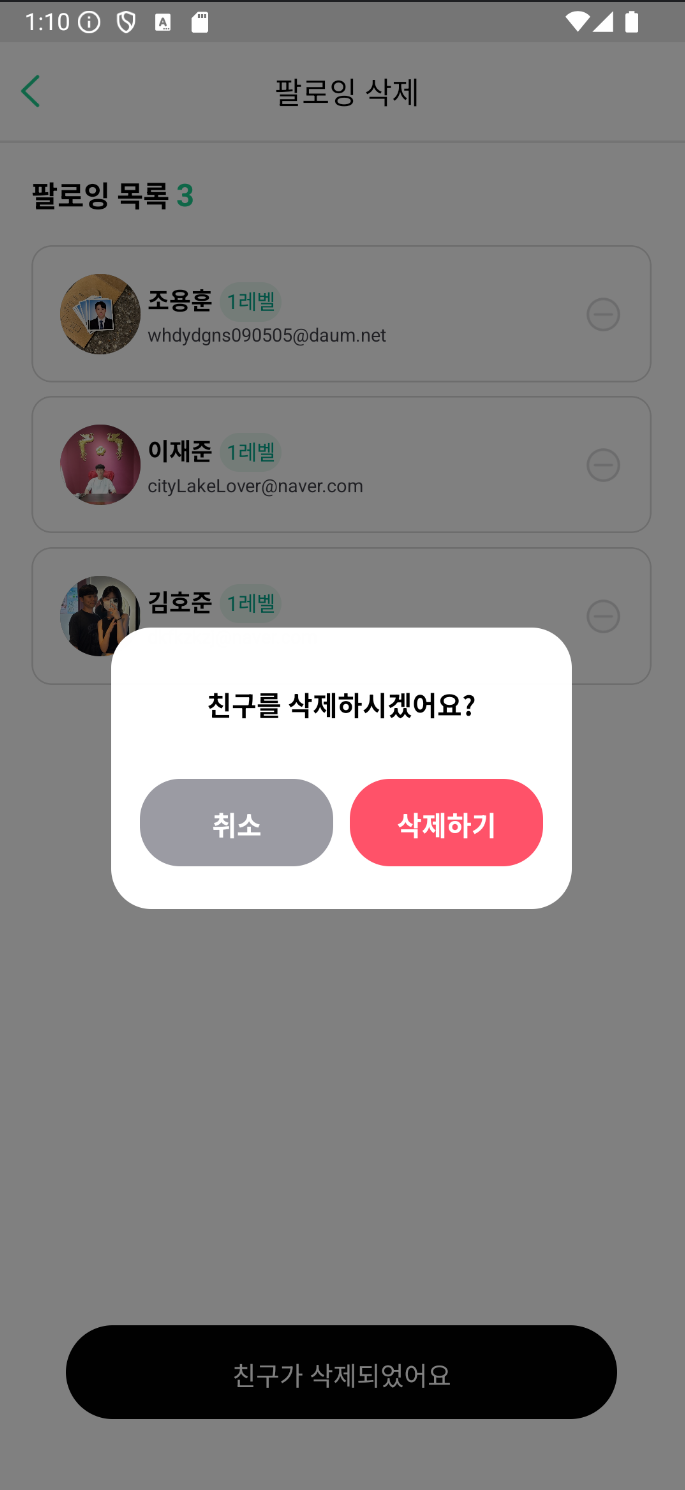 1:10
팔로잉 삭제
팔로잉 목록 3
조용훈 1레벨
whdydgns090505@daum.net
이재준 1레벨
cityLakeLover@naver.com
김호준 1레벨
친구를 삭제하시겠어요?
취소 삭제하기
친구가 삭제되었어요